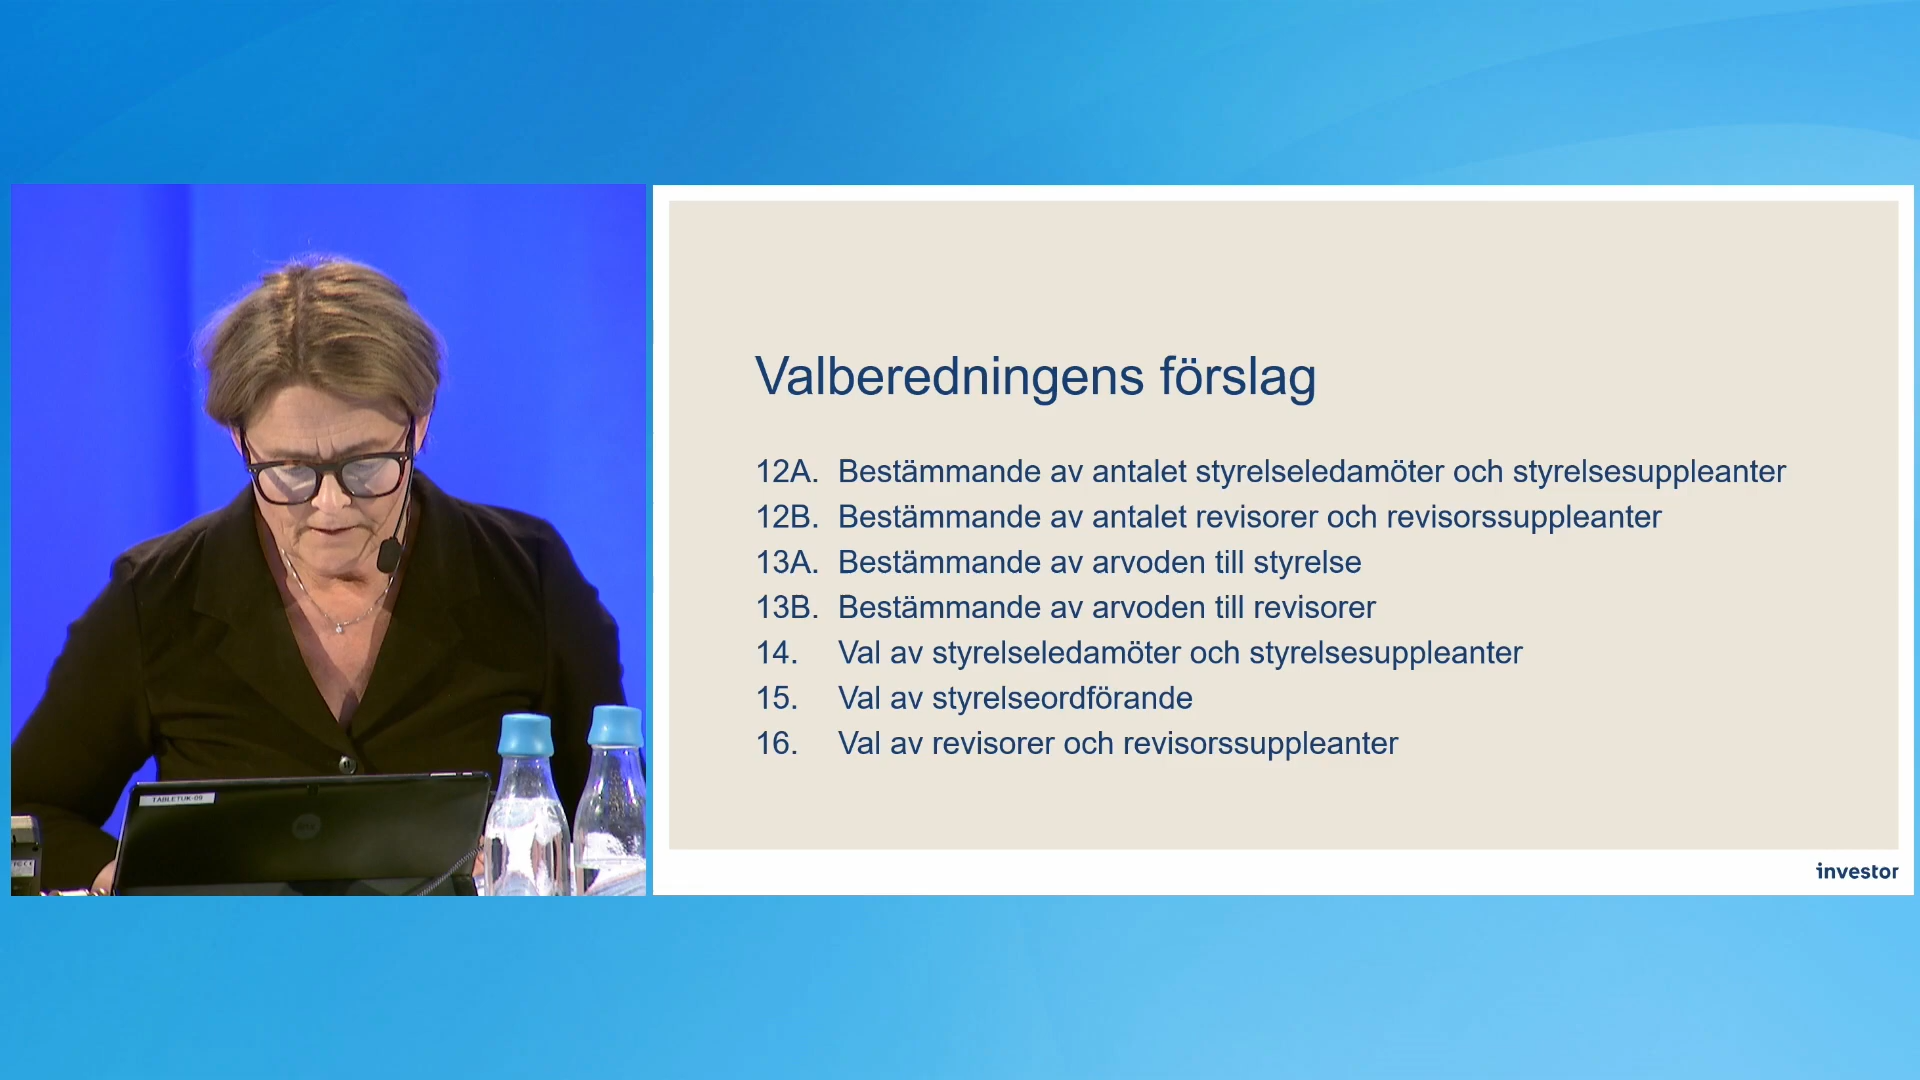 Valberedningens förslag
12A. Bestämmande av antalet styrelseledamöter och styrelsesuppleanter
12B. Bestämmande av antalet revisorer och revisorssuppleanter
13A. Bestämmande av arvoden till styrelse
13B. Bestämmande av arvoden till revisorer
14. Val av styrelseledamöter och styrelsesuppleanter
15. Val av styrelseordförande
16. Val av revisorer och revisorssuppleanter
TABLETUK-09
investor